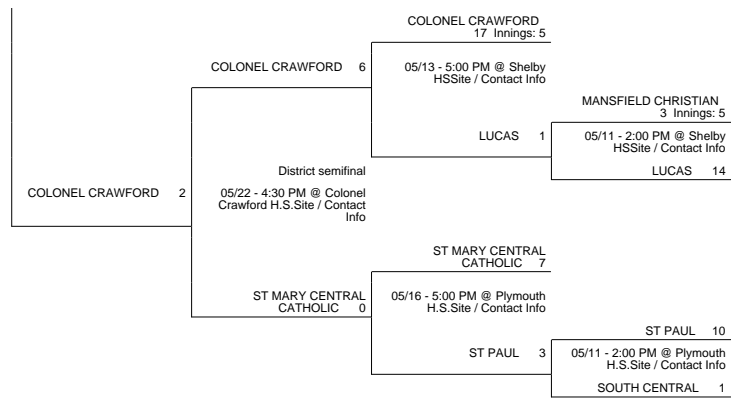 COLONEL CRAWFORD
17 Innings: 5
COLONEL CRAWFORD 6
05/13 - 5:00 PM @ Shelby
HSSite / Contact Info
MANSFIELD CHRISTIAN
3 Innings: 5
LUCAS 1
05/11 - 2:00 PM @ Shelby
HSSite / Contact Info
LUCAS 14
District semifinal
COLONEL CRAWFORD 2
05/22 - 4:30 PM @ Colonel
Crawford H.S.Site / Contact
Info
ST MARY CENTRAL
CATHOLIC 7
ST MARY CENTRAL
CATHOLIC 0
05/16 - 5:00 PM @ Plymouth
H.S.Site / Contact Info
ST PAUL 10
ST PAUL 3
05/11 - 2:00 PM @ Plymouth
H.S.Site / Contact Info
SOUTH CENTRAL 1